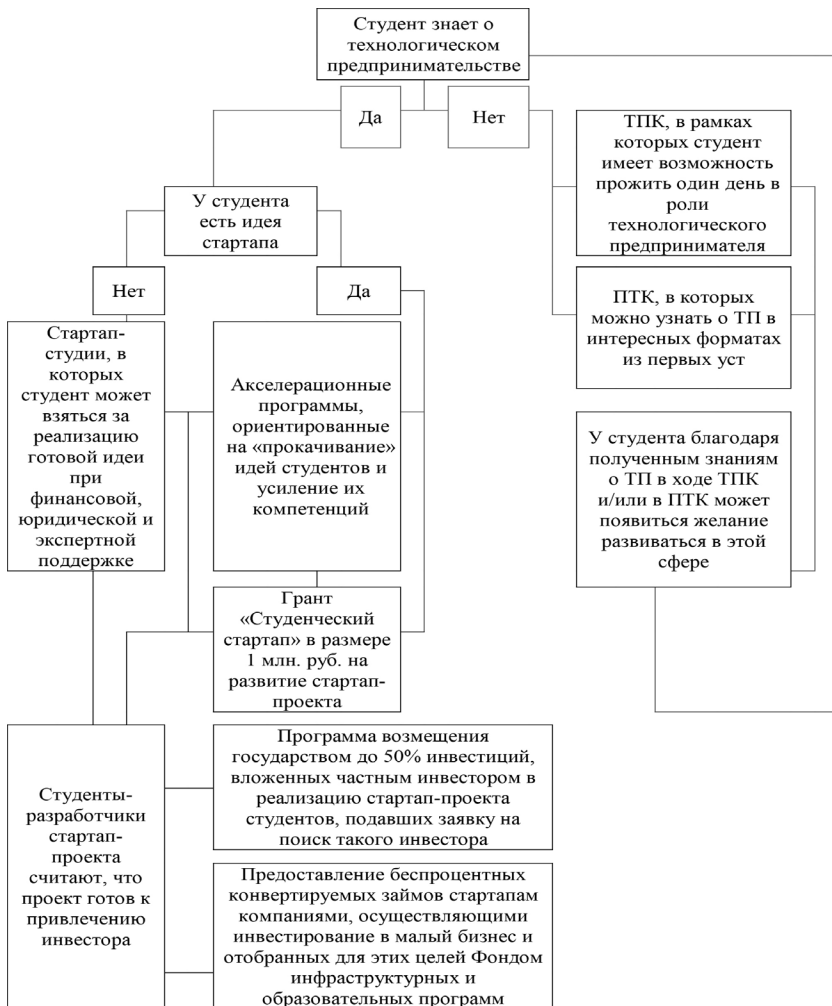 Студент знает о
технологическом
предпринимательстве
Да
Нет
ТПК, в рамках
которых студент
имеет возможность
прожить один день в
роли
технологического
предпринимателя
У студента
есть идея
стартапа
Нет
Да
ПТК, в которых
можно узнать о ТП в
интересных форматах
из первых уст
Стартап-
студии, в
которых
студент может
взяться за
реализацию
готовой идеи
при
финансовой,
юридической и
экспертной
поддержке
Акселерационные
программы,
ориентированные
на «прокачивание»
идей студентов и
усиление их
компетенций
У студента благодаря
полученным знаниям
о ТП в ходе ТПК
и/или в ПТК может
появиться желание
развиваться в этой
сфере
Грант
«Студенческий
стартап» в размере
1 млн. руб. на
развитие стартап-
проекта
Студенты-
разработчики
стартап-
проекта
считают, что
проект готов к
привлечению
инвестора
Программа возмещения
государством до 50% инвестиций,
вложенных частным инвестором в
реализацию стартап-проекта
студентов, подавших заявку на
поиск такого инвестора
Предоставление беспроцентных
конвертируемых займов стартапам
компаниями, осуществляющими
инвестирование в малый бизнес и
отобранных для этих целей Фондом
инфраструктурных и
образовательных программ